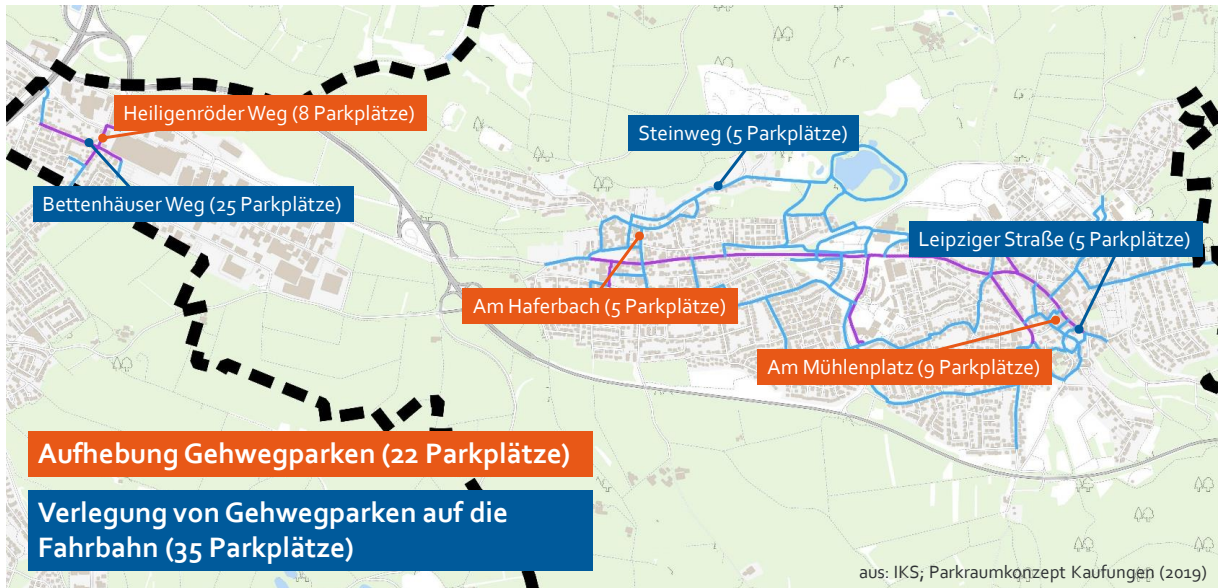 Heiligenröder Weg (8 Parkplätze)
Steinweg (5 Parkplätze)
Bettenhäuser Weg (25 Parkplätze)
Leipziger Straße (5 Parkplätze)
Am Haferbach (5 Parkplätze)
Am Mühlenplatz (9 Parkplätze)
Aufhebung Gehwegparken (22 Parkplätze)
Verlegung von Gehwegparken auf die
Fahrbahn (35 Parkplätze)
aus: IKS; Parkraumkonzept Kaufungen (2019)